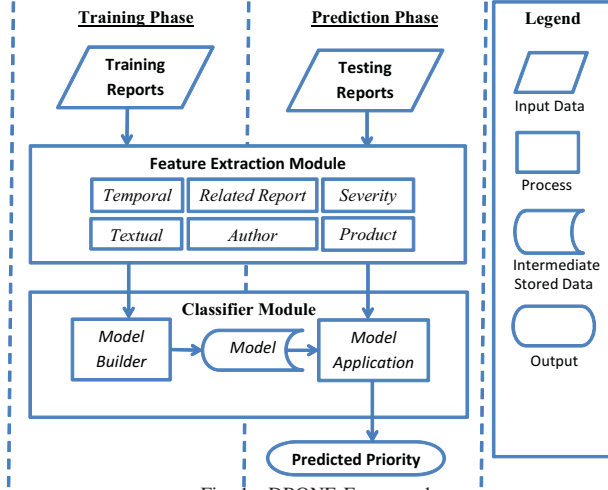 Training Phase
Prediction Phase
Legend
Training
Reports
Testing
Reports
Input Data
Feature Extraction Module
Temporal
Related Report
Severity
Textual
Author
Product
Process
Intermediate
Stored Data
Classifier Module
Model
Builder
Model
Model
Application
Output
Predicted Priority